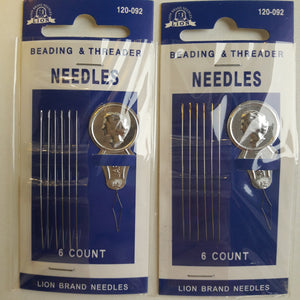 LION
120-092
BEADING & THREADER
NEEDLES
6 COUNT
LION BRAND NEEDLES
LION
120-092
BEADING & THREADER
NEEDLES
6 COUNT
LION BRAND NEEDLES